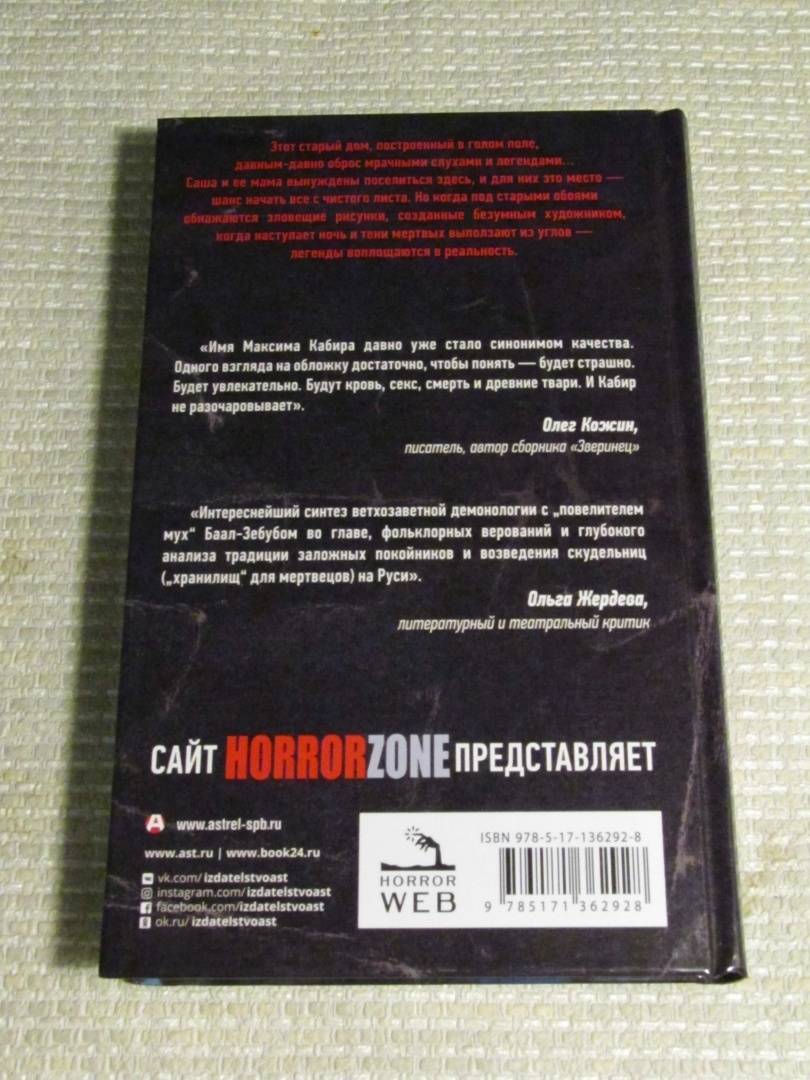 Этот старый дом, построенный в голом поле,
давным-давно оброс мрачными слухами и легендами...
Саша и ее мама вынуждены поселиться здесь, и для них это место —
шанс начать все с чистого листа. Но когда под старыми обоями
обнажаются зловещие рисунки, созданные безумным художником,
когда наступает ночь и тени мертвых выползают из углов —
легенды воплощаются в реальность.
«Имя Максима Кабира давно уже стало синонимом качества.
Одного взгляда на обложку достаточно, чтобы понять — будет страшно.
Будет увлекательно. Будут кровь, секс, смерть и древние твари. И Кабир
не разочаровывает».
Олег Кожин,
писатель, автор сборника «Зверинец»
«Интереснейший синтез ветхозаветной демонологии с „повелителем
мух“ Баал-Зебубом во главе, фольклорных верований и глубокого
анализа традиции заложных покойников и возведения скудельниц
(„хранилищ“ для мертвецов) на Руси».
Ольга Жердева,
литературный и театральный критик
САЙТ HORRORZONE ПРЕДСТАВЛЯЕТ
A www.astrel-spb.ru
www.ast.ru | www.book24.ru
vk.com/izdatelstvoast
instagram.com/izdatelstvoast
facebook.com/izdatelstvoast
ok.ru/izdatelstvoast
HORROR
WEB
ISBN 978-5-17-136292-8
9 785171 362928